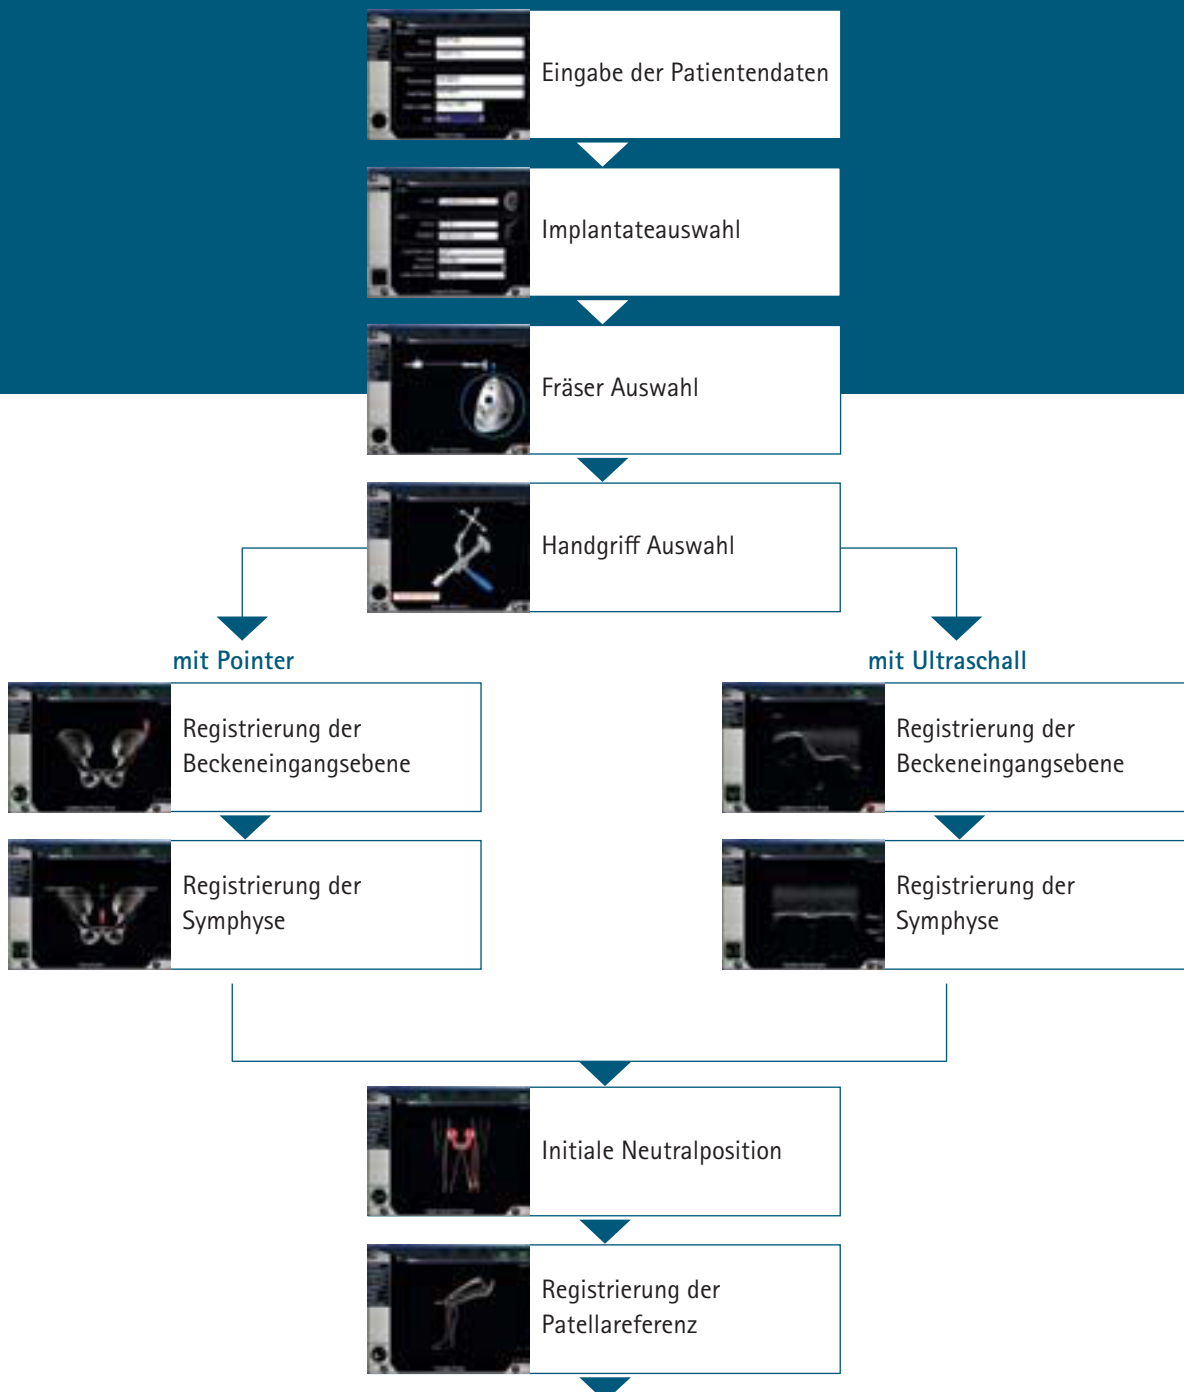 Eingabe der Patientendaten
Implantateauswahl
Fräser Auswahl
Handgriff Auswahl
mit Pointer
mit Ultraschall
Registrierung der
Beckeneingangsebene
Registrierung der
Beckeneingangsebene
Registrierung der
Symphyse
Registrierung der
Symphyse
Initiale Neutralposition
Registrierung der
Patellareferenz